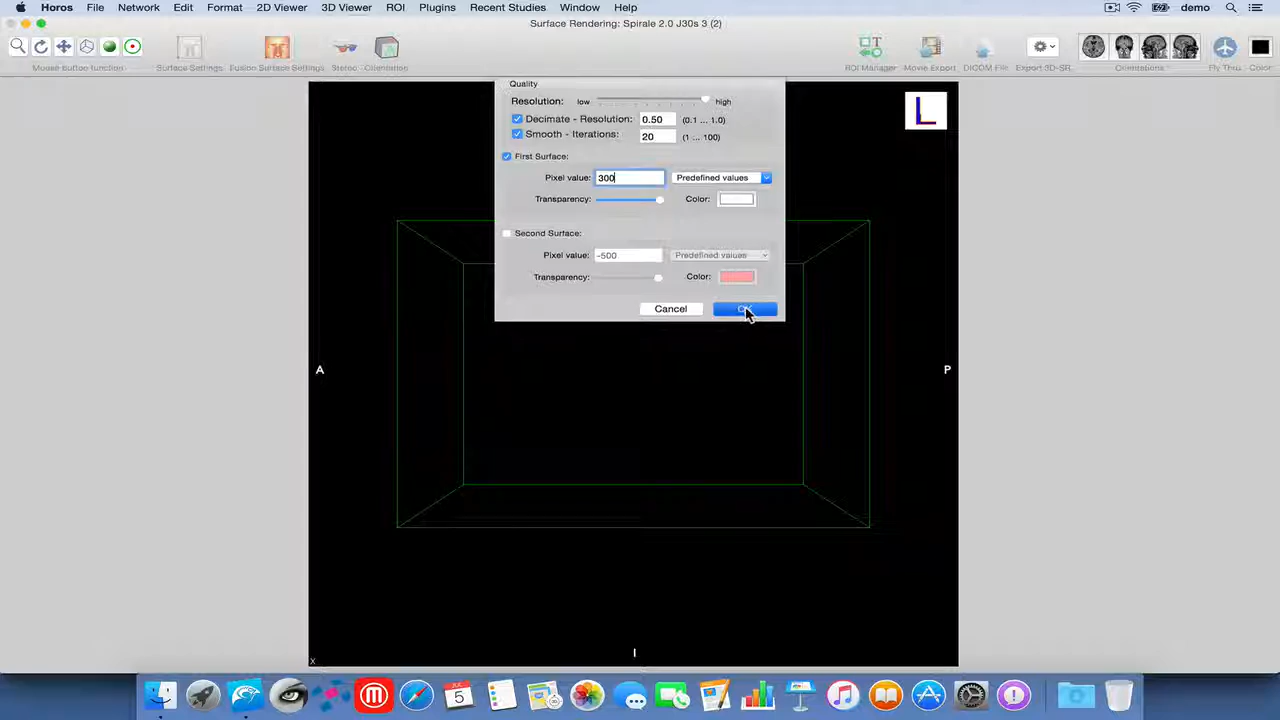 Horos File Edit Format 2D Viewer 3D Viewer ROI Plugins Recent Studies Window Help demo
Surface Rendering: Spirale 2.0 J30s 3 (2)
Mouse button function Surface Settings Fusion Surface Settings Stereo Orientation ROI Manager Movie Export DICOM File Export 3D-SR Orientations Fly Thru Color
Quality
Resolution: low high
Decimate - Resolution: 0.50 (0.1 ... 1.0)
Smooth - Iterations: 20 (1 ... 100)
First Surface:
Pixel value: 300 Predefined values
Transparency: Color:
Second Surface:
Pixel value: -500 Predefined values
Transparency: Color:
Cancel
L
A
P
I
X
5